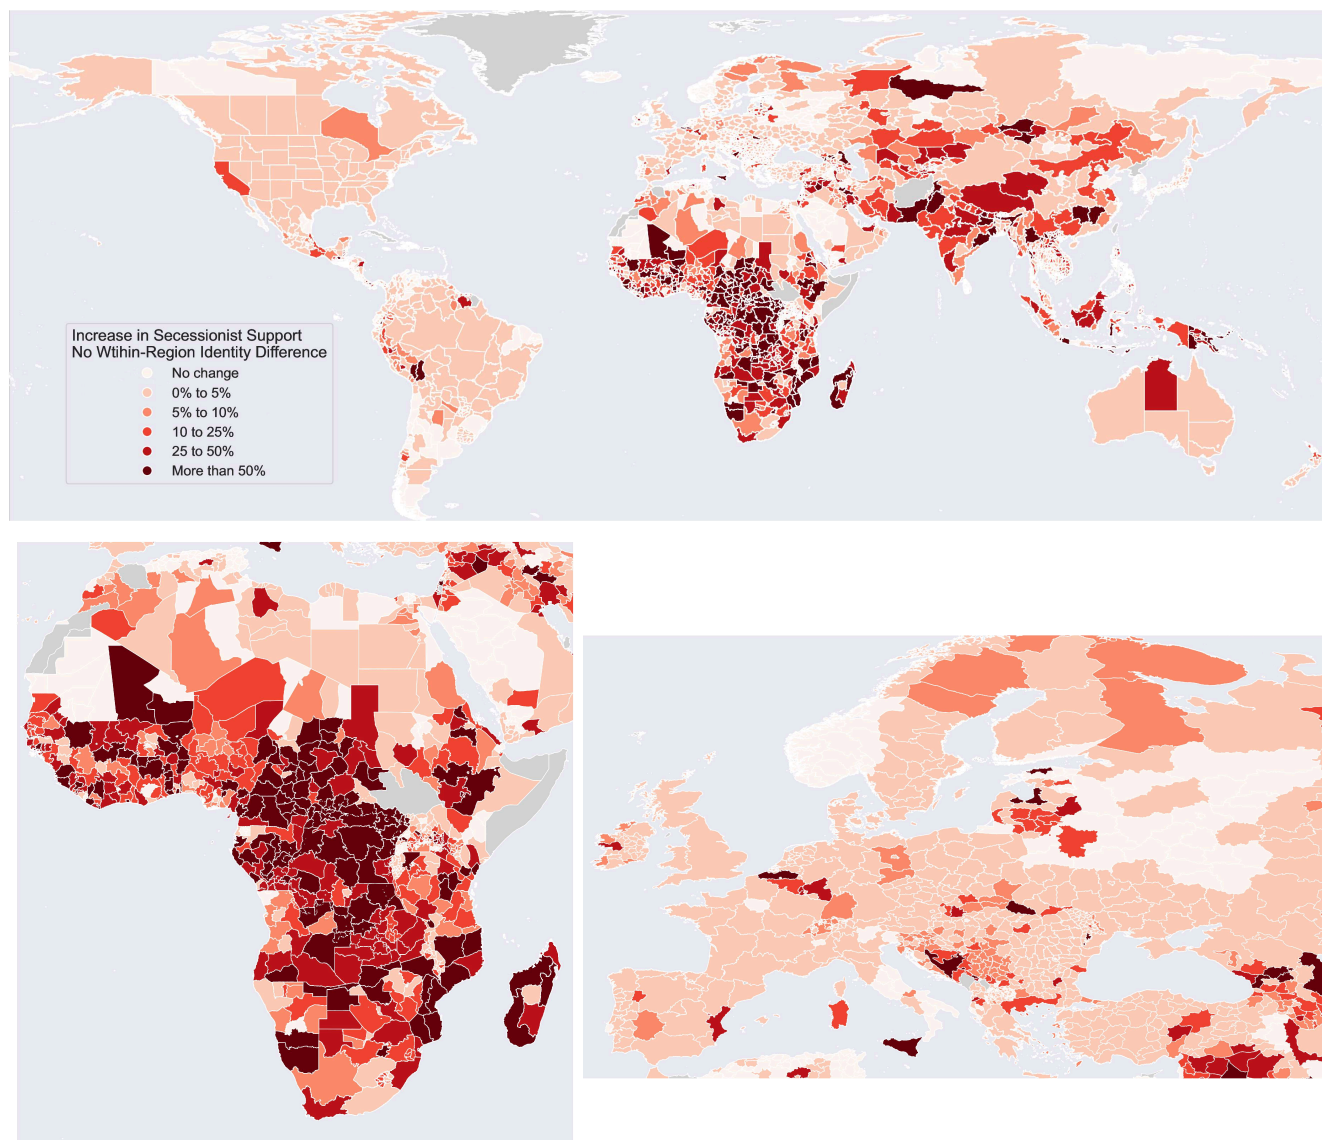 Increase in Secessionist Support
No Wtihin-Region Identity Difference
No change
0% to 5%
5% to 10%
10 to 25%
25 to 50%
More than 50%